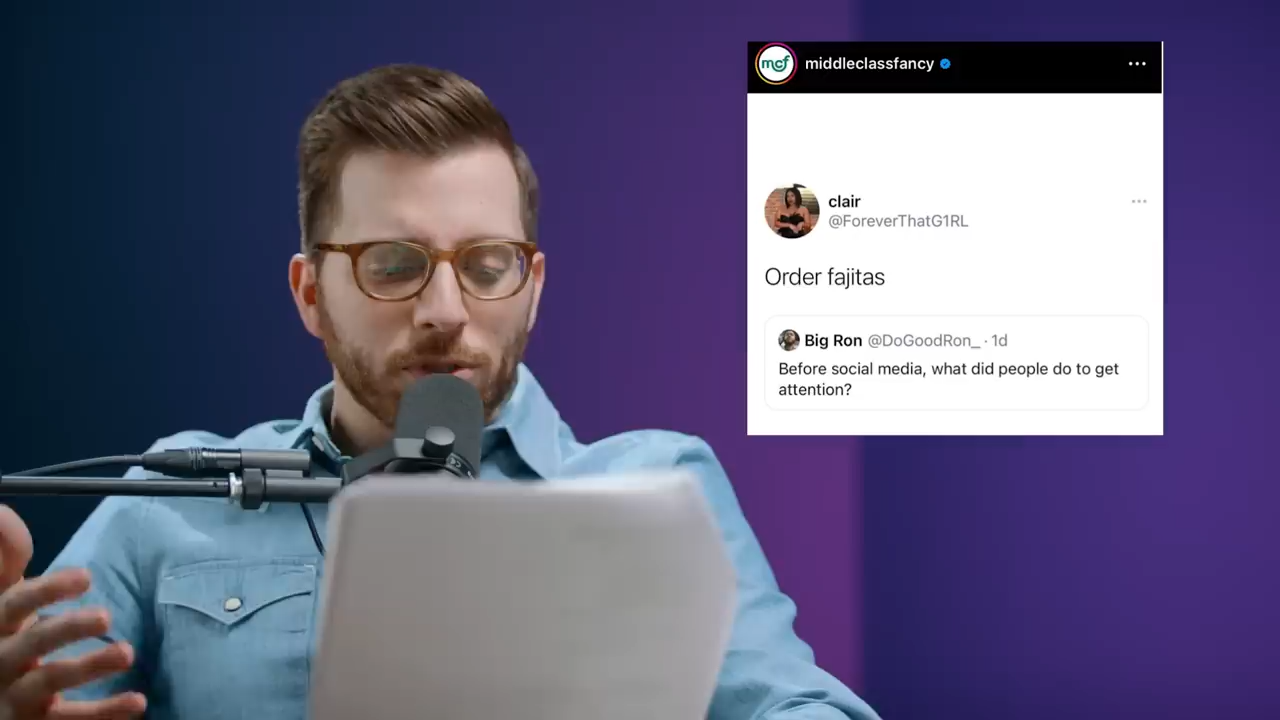 mcf middleclassfancy
clair
@ForeverThatG1RL
Order fajitas
Big Ron @DoGoodRon_ · 1d
Before social media, what did people do to get
attention?